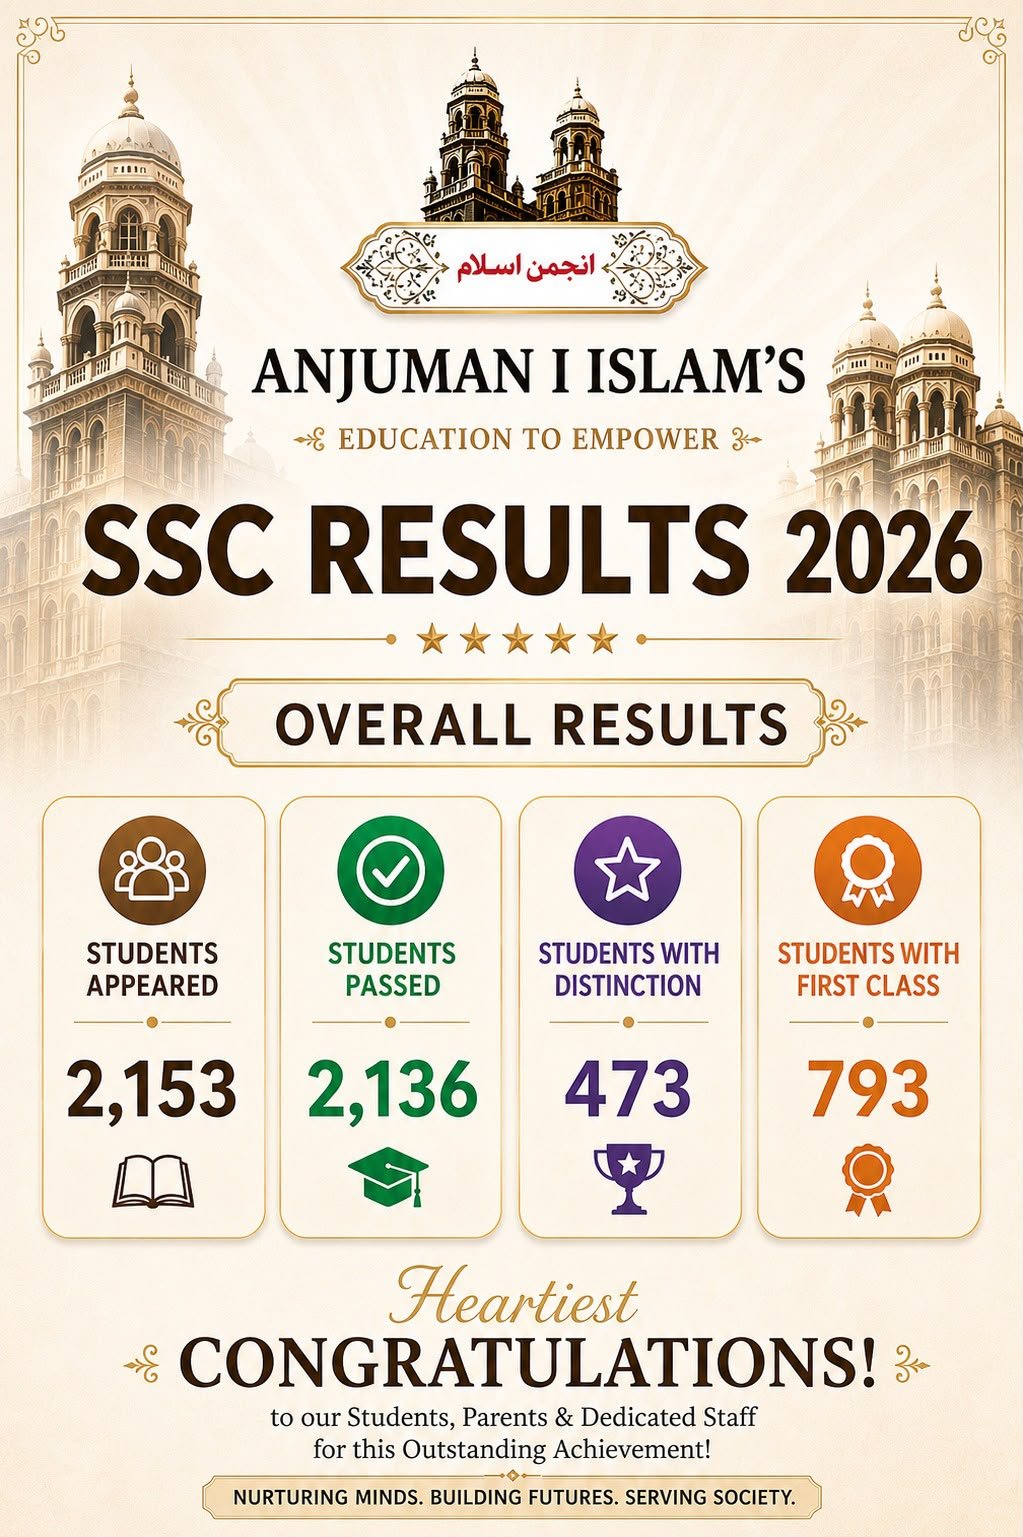 انجمن اسلام
ANJUMAN I ISLAM'S
EDUCATION TO EMPOWER
SSC RESULTS 2026
OVERALL RESULTS
STUDENTS
APPEARED
2,153
STUDENTS
PASSED
2,136
STUDENTS WITH
DISTINCTION
473
STUDENTS WITH
FIRST CLASS
793
Heartiest
CONGRATULATIONS!
to our Students, Parents & Dedicated Staff
for this Outstanding Achievement!
NURTURING MINDS. BUILDING FUTURES. SERVING SOCIETY.